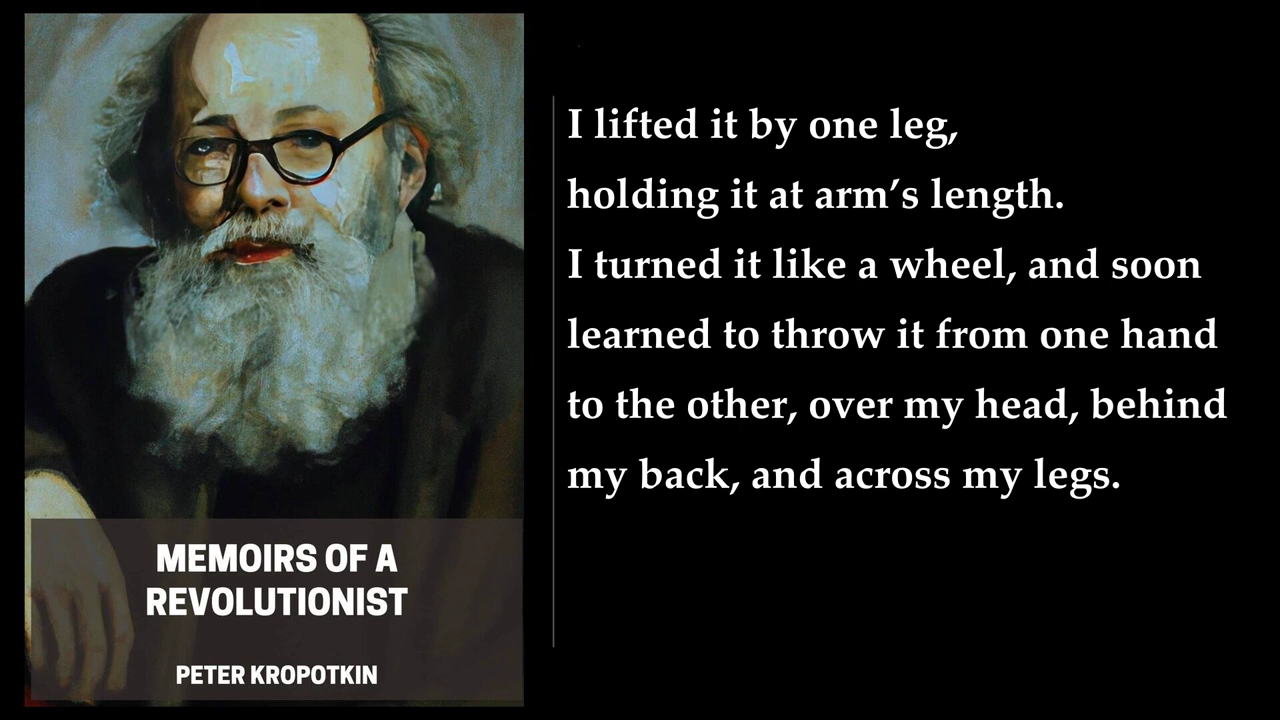 I lifted it by one leg,
holding it at arm’s length.
I turned it like a wheel, and soon
learned to throw it from one hand
to the other, over my head, behind
my back, and across my legs.
MEMOIRS OF A
REVOLUTIONIST
PETER KROPOTKIN